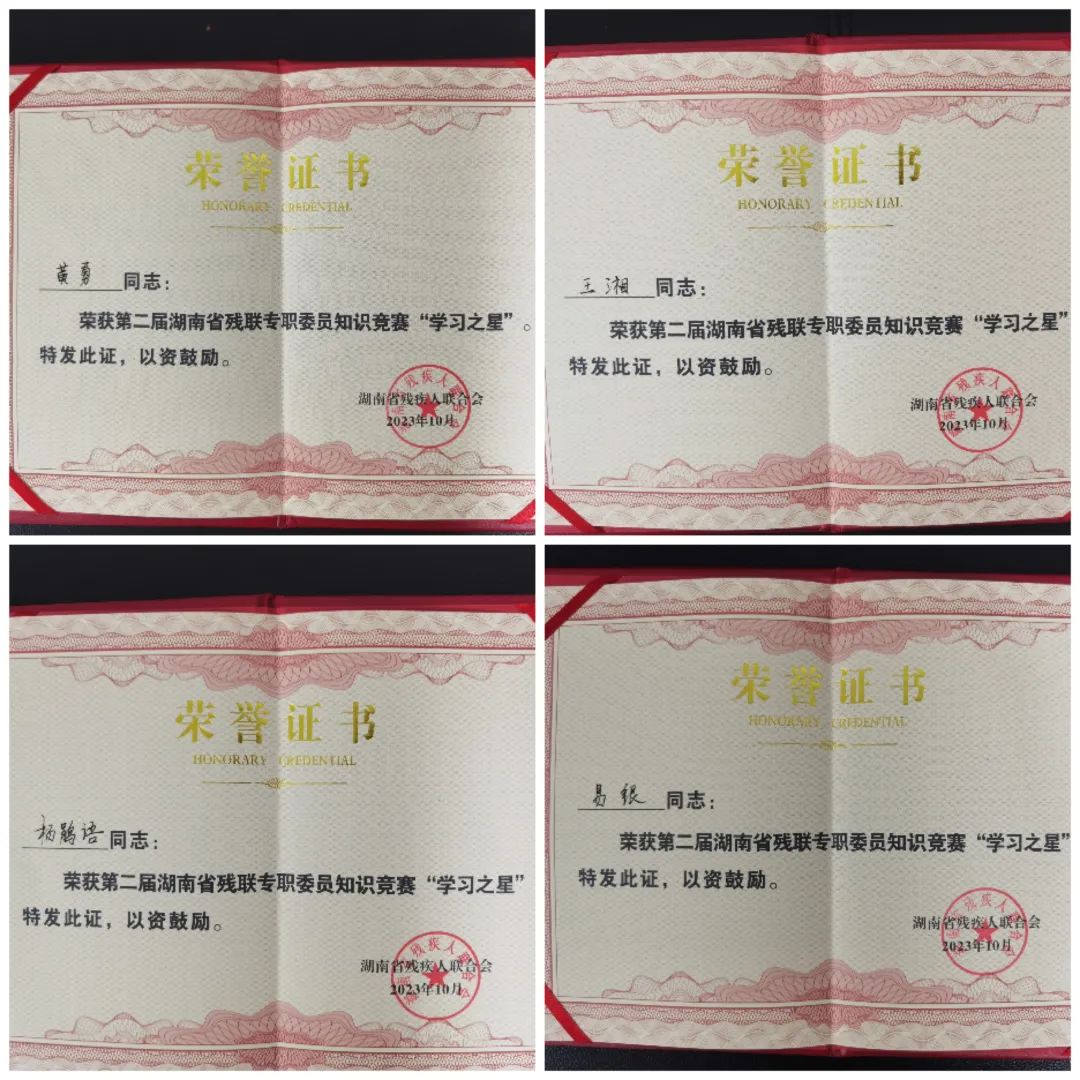 荣誉证书
HONORARY CREDENTIAL
黄勇同志：
荣获第二届湖南省残联专职委员知识竞赛“学习之星”。
特发此证，以资鼓励。
湖南省残疾人联合会
2023年10月
荣誉证书
HONORARY CREDENTIAL
王湘同志：
荣获第二届湖南省残联专职委员知识竞赛“学习之星”
特发此证，以资鼓励。
湖南省残疾人联合会
2023年10月
荣誉证书
HONORARY CREDENTIAL
杨鹃语同志：
荣获第二届湖南省残联专职委员知识竞赛“学习之星”
特发此证，以资鼓励。
湖南省残疾人联合会
2023年10月
荣誉证书
HONORARY CREDENTIAL
易银同志：
荣获第二届湖南省残联专职委员知识竞赛“学习之星”
特发此证，以资鼓励。
湖南省残疾人联合会
2023年10月